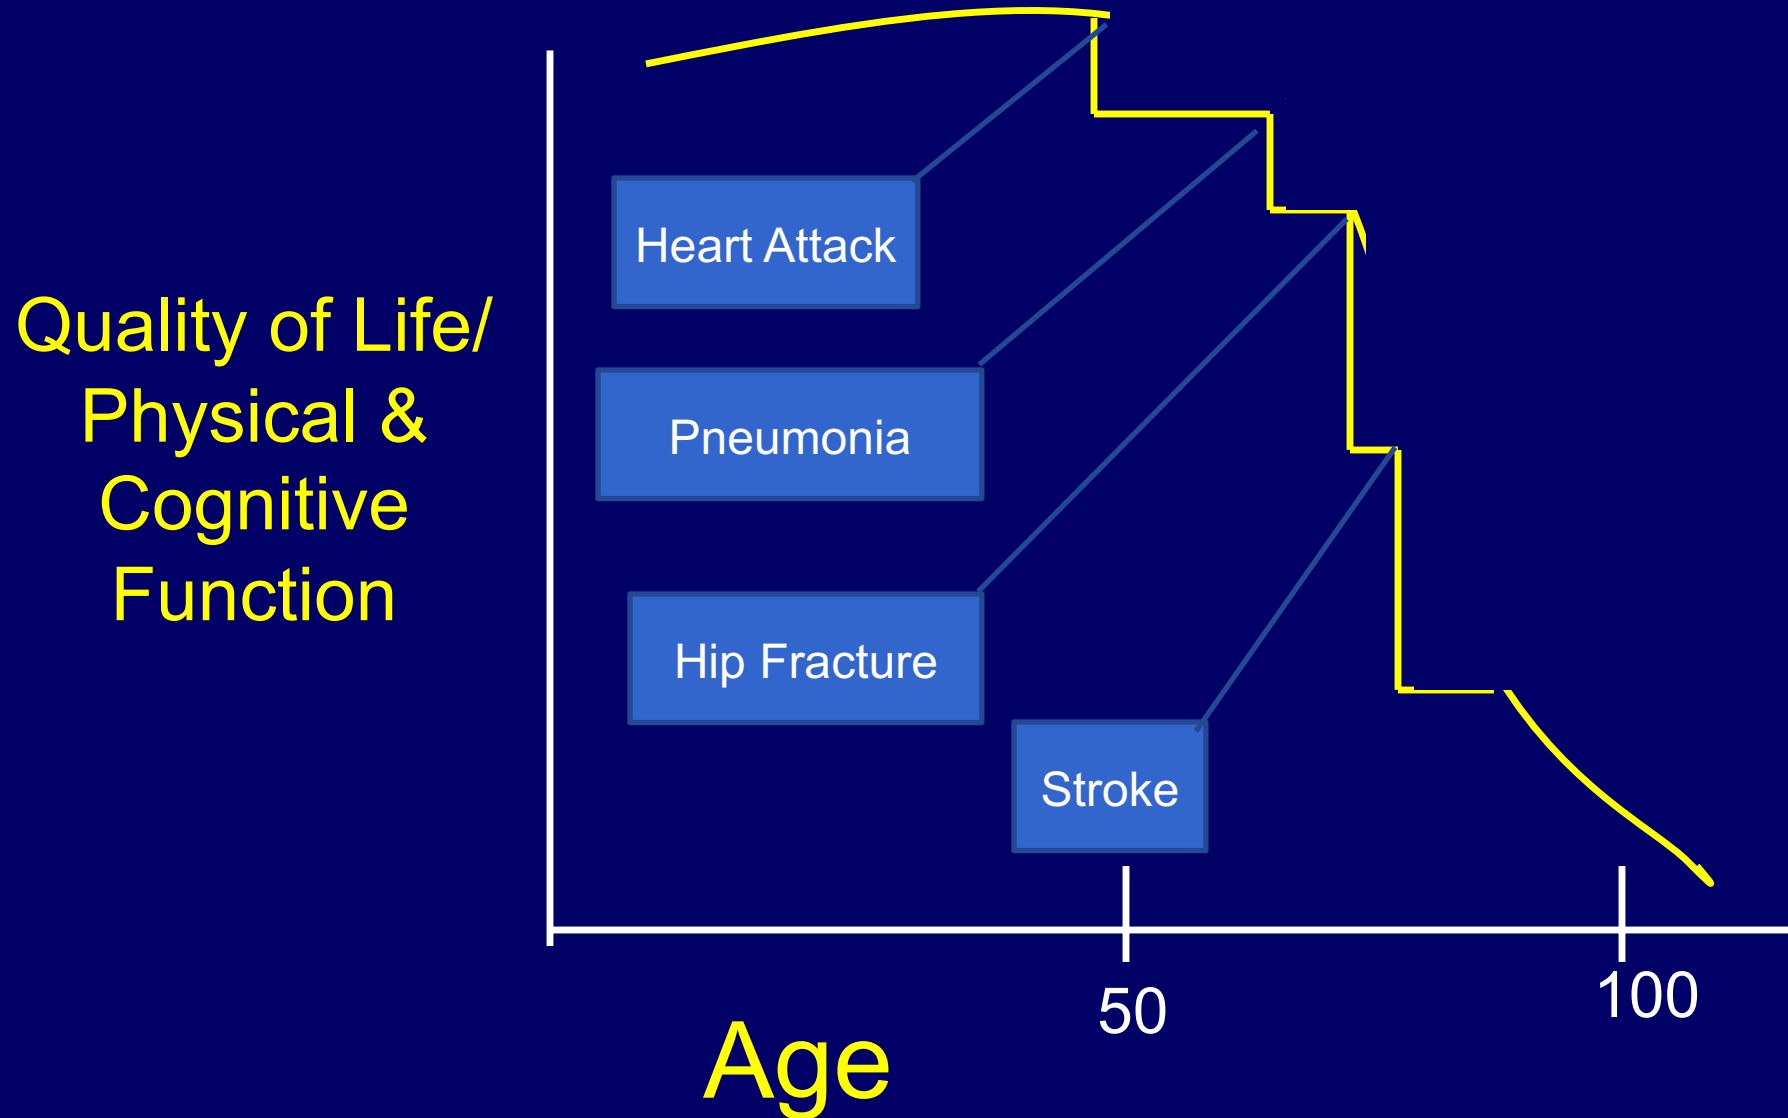 Quality of Life/
Physical &
Cognitive
Function
Heart Attack
Pneumonia
Hip Fracture
Stroke
50
100
Age